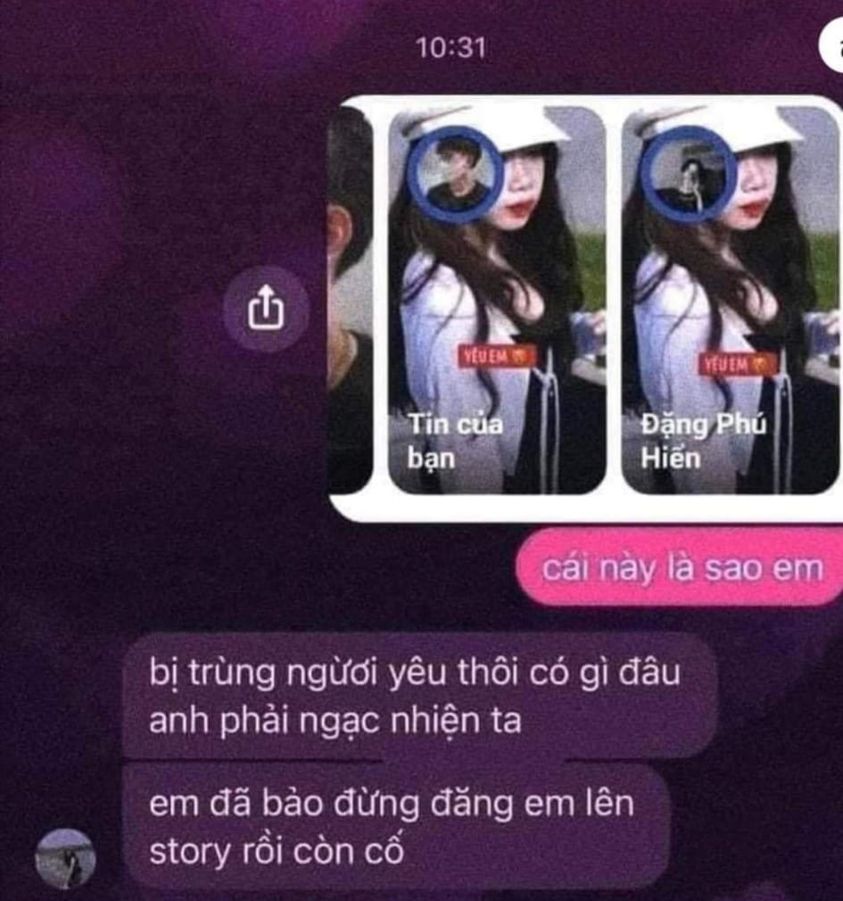 10:31
YÊU EM
YÊU EM
Tin của
bạn
Đặng Phú
Hiển
cái này là sao em
bị trùng ngừơi yêu thôi có gì đâu
anh phải ngạc nhiện ta
em đã bảo đừng đăng em lên
story rồi còn cố